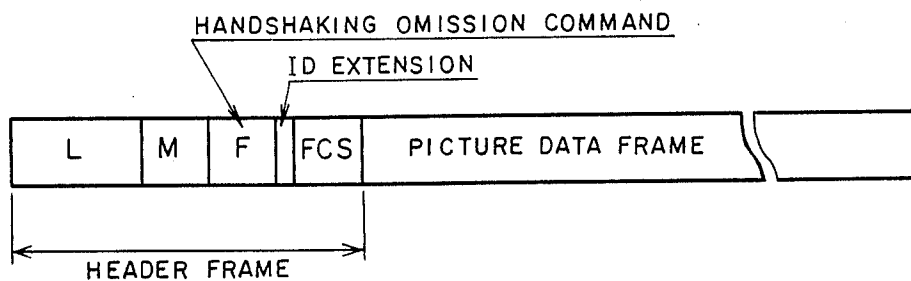 HANDSHAKING OMISSION COMMAND
ID EXTENSION
L M F FCS PICTURE DATA FRAME
HEADER FRAME